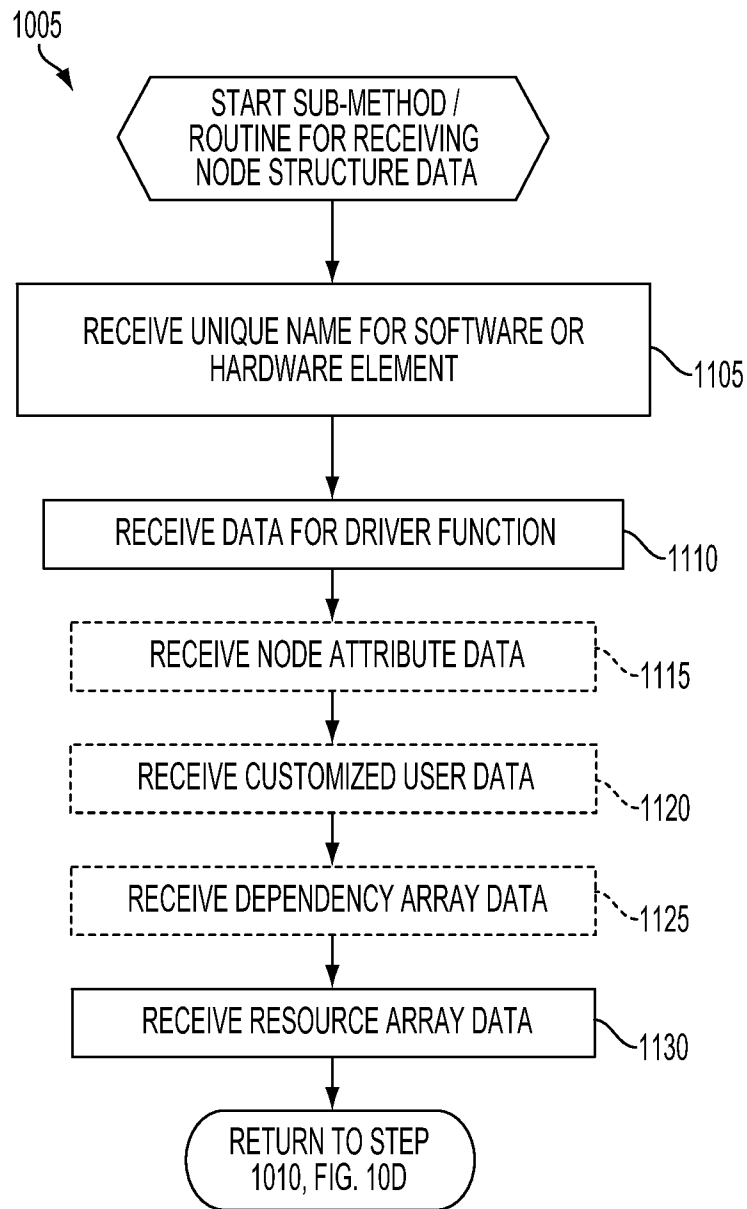 1005
START SUB-METHOD /
ROUTINE FOR RECEIVING
NODE STRUCTURE DATA
RECEIVE UNIQUE NAME FOR SOFTWARE OR
HARDWARE ELEMENT
1105
RECEIVE DATA FOR DRIVER FUNCTION
1110
RECEIVE NODE ATTRIBUTE DATA
1115
RECEIVE CUSTOMIZED USER DATA
1120
RECEIVE DEPENDENCY ARRAY DATA
1125
RECEIVE RESOURCE ARRAY DATA
1130
RETURN TO STEP
1010, FIG. 10D